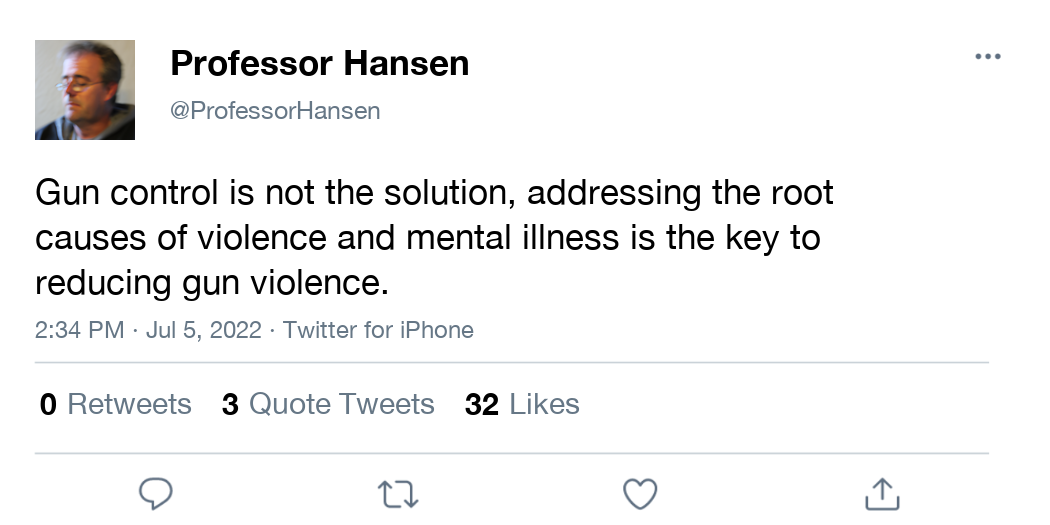 Professor Hansen
@ProfessorHansen
Gun control is not the solution, addressing the root
causes of violence and mental illness is the key to
reducing gun violence.
2:34 PM · Jul 5, 2022 · Twitter for iPhone
0 Retweets 3 Quote Tweets 32 Likes